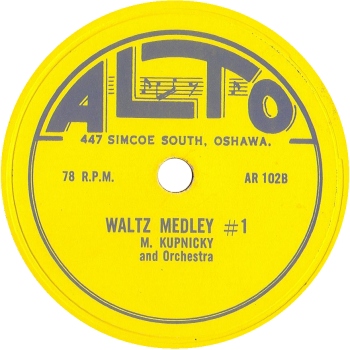 ALTO
447 SIMCOE SOUTH, OSHAWA.
78 R.P.M. AR 102B
WALTZ MEDLEY #1
M. KUPNICKY
and Orchestra